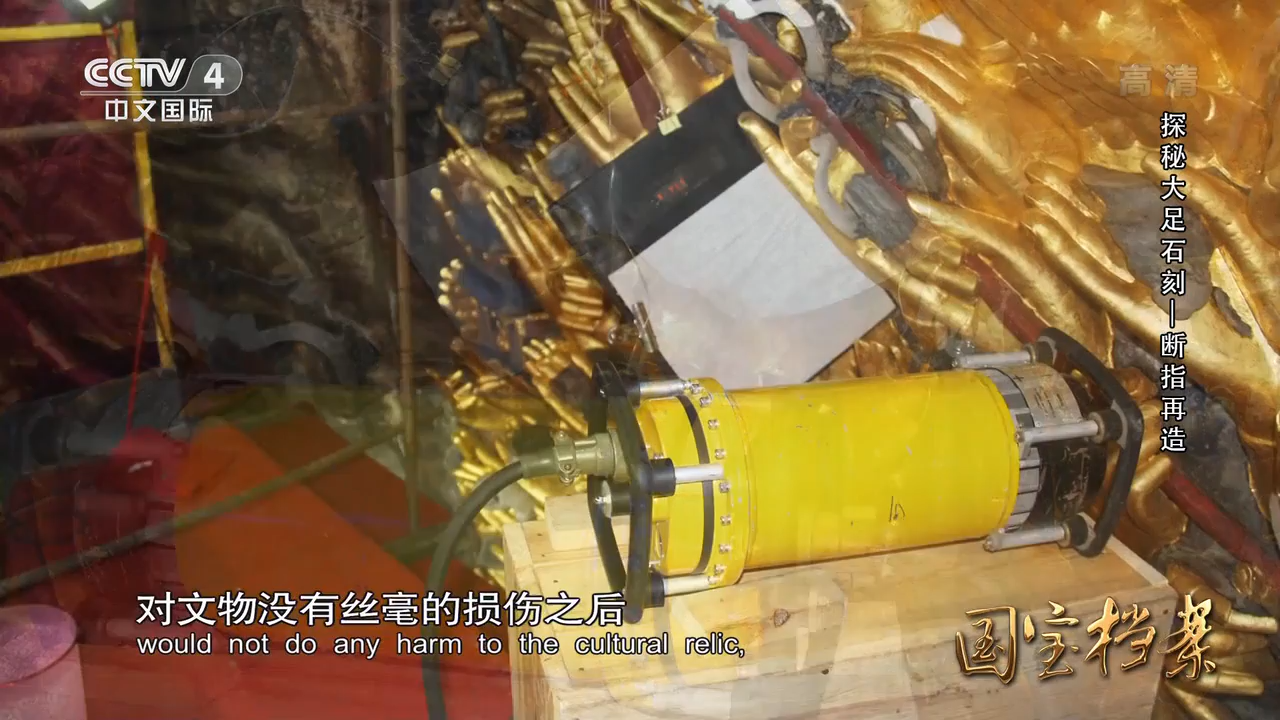 CCTV 4
中文国际
高清
探秘大足石刻—断指再造
对文物没有丝毫的损伤之后
would not do any harm to the cultural relic,
国宝档案